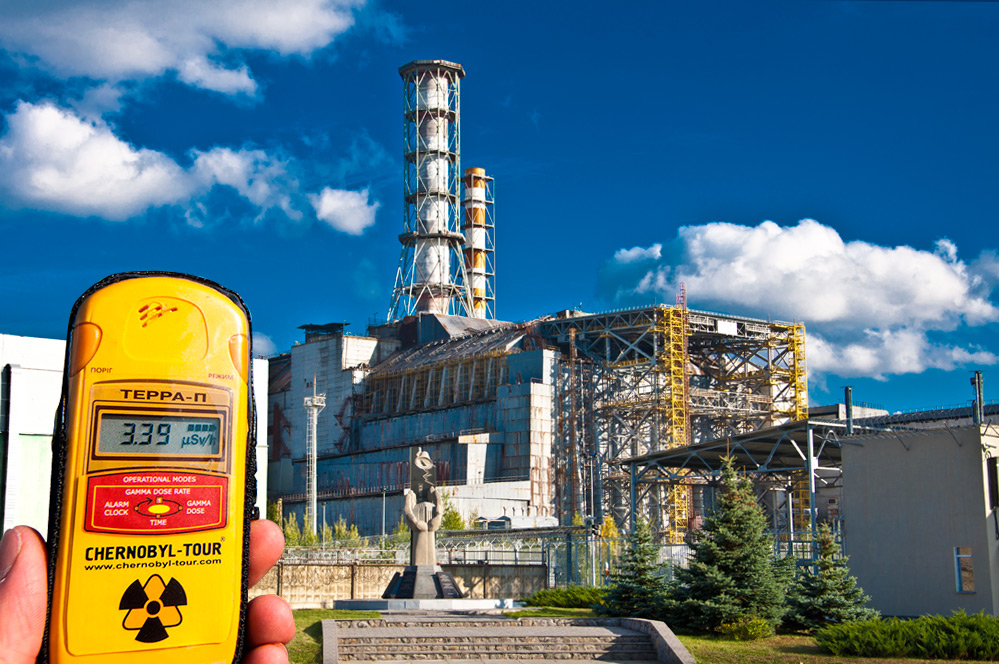 ПОРІГ
РЕЖИМ
ТЕРРА-П
3.39 µSv/h
OPERATIONAL MODES
GAMMA DOSE RATE
ALARM CLOCK
GAMMA DOSE
TIME
CHERNOBYL-TOUR®
www.chernobyl-tour.com